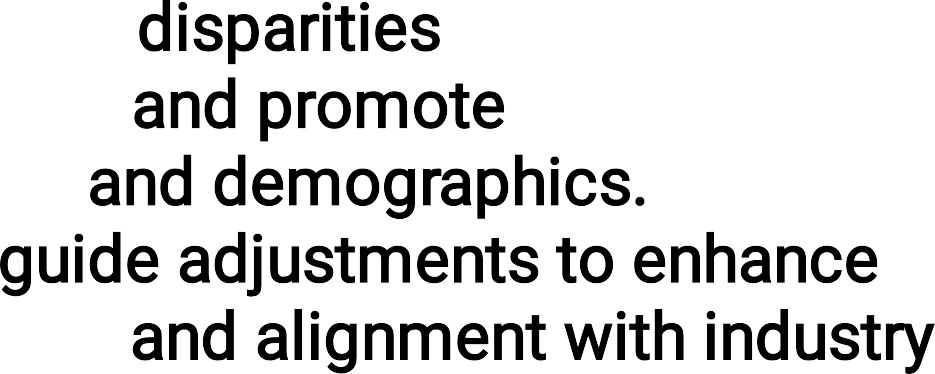 disparities
and promote
and demographics.
guide adjustments to enhance
and alignment with industry